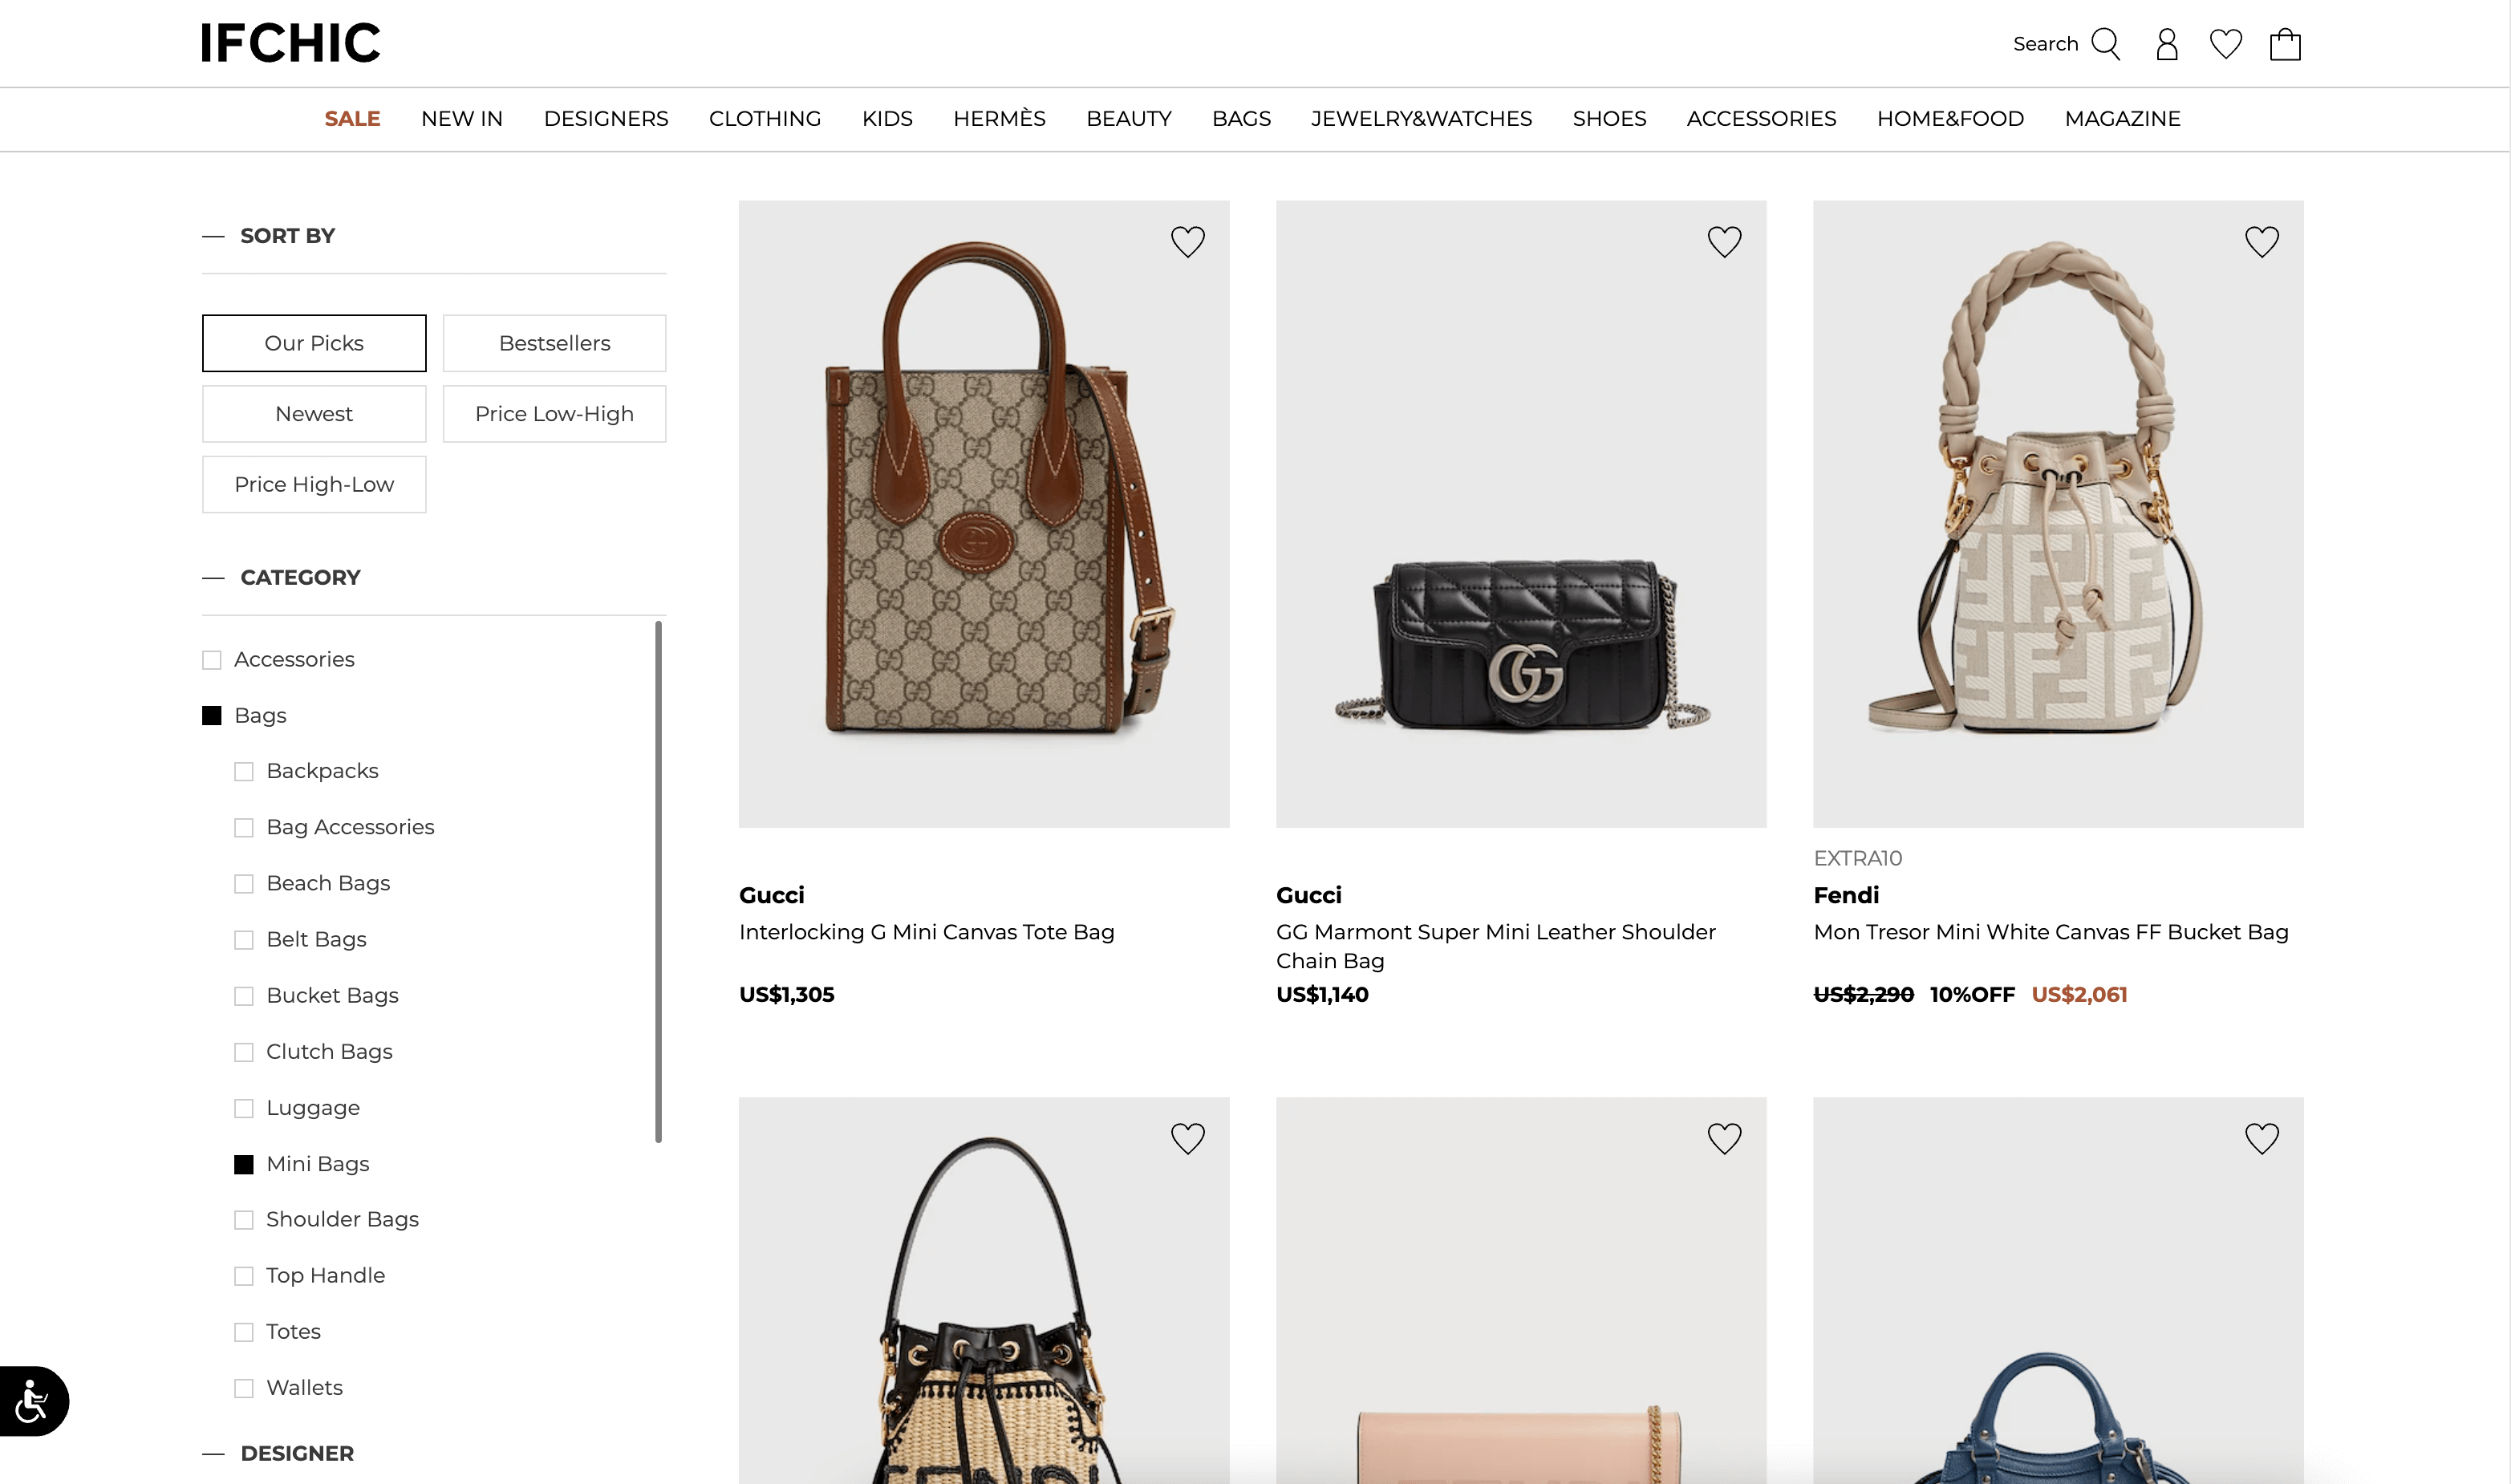 IFCHIC
Search
SALE NEW IN DESIGNERS CLOTHING KIDS HERMÈS BEAUTY BAGS JEWELRY&WATCHES SHOES ACCESSORIES HOME&FOOD MAGAZINE
SORT BY
Our Picks
Bestsellers
Newest
Price Low-High
Price High-Low
CATEGORY
Accessories
Bags
Backpacks
Bag Accessories
Beach Bags
Belt Bags
Bucket Bags
Clutch Bags
Luggage
Mini Bags
Shoulder Bags
Top Handle
Totes
Wallets
DESIGNER
Gucci
Interlocking G Mini Canvas Tote Bag
US$1,305
Gucci
GG Marmont Super Mini Leather Shoulder
Chain Bag
US$1,140
EXTRA10
Fendi
Mon Tresor Mini White Canvas FF Bucket Bag
US$2,290 10%OFF US$2,061